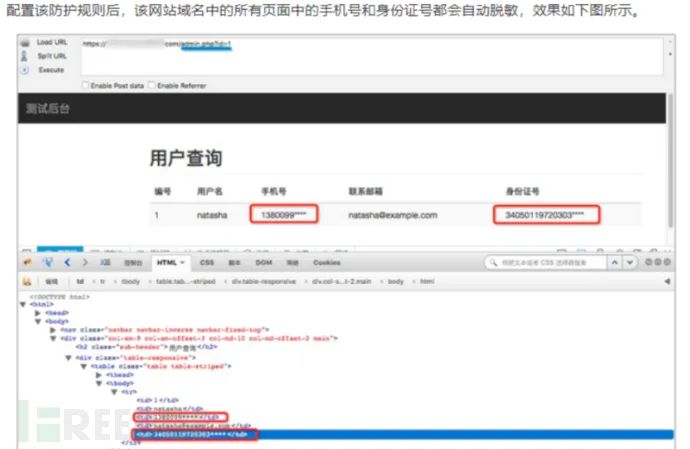 配置该防护规则后，该网站域名中的所有页面中的手机号和身份证号都会自动脱敏，效果如下图所示。
Load URL
https://
.com/admin.php?id=1
Split URL
Execute
Enable Post data Enable Referrer
测试后台
用户查询
编号 用户名 手机号 联系邮箱 身份证号
1 natasha 1380099**** natasha@example.com 34050119720303****
控制台 HTML CSS 脚本 DOM 网络 Cookies
编辑 td < tr < tbody < table.tab...-striped < div.table-responsive < div.col-s...t-2.main < body < html
<!DOCTYPE html>
<html>
<head>
<body>
<nav class="navbar navbar-inverse navbar-fixed-top">
<div class="col-sm-9 col-sm-offset-3 col-md-10 col-md-offset-2 main">
<h2 class="sub-header">用户查询</h2>
<div class="table-responsive">
<table class="table table-striped">
<thead>
<tbody>
<tr>
<td>1</td>
<td>natasha</td>
<td>1380099****</td>
<td>natasha@example.com</td>
<td>34050119720303****</td>
</tr>
FREE